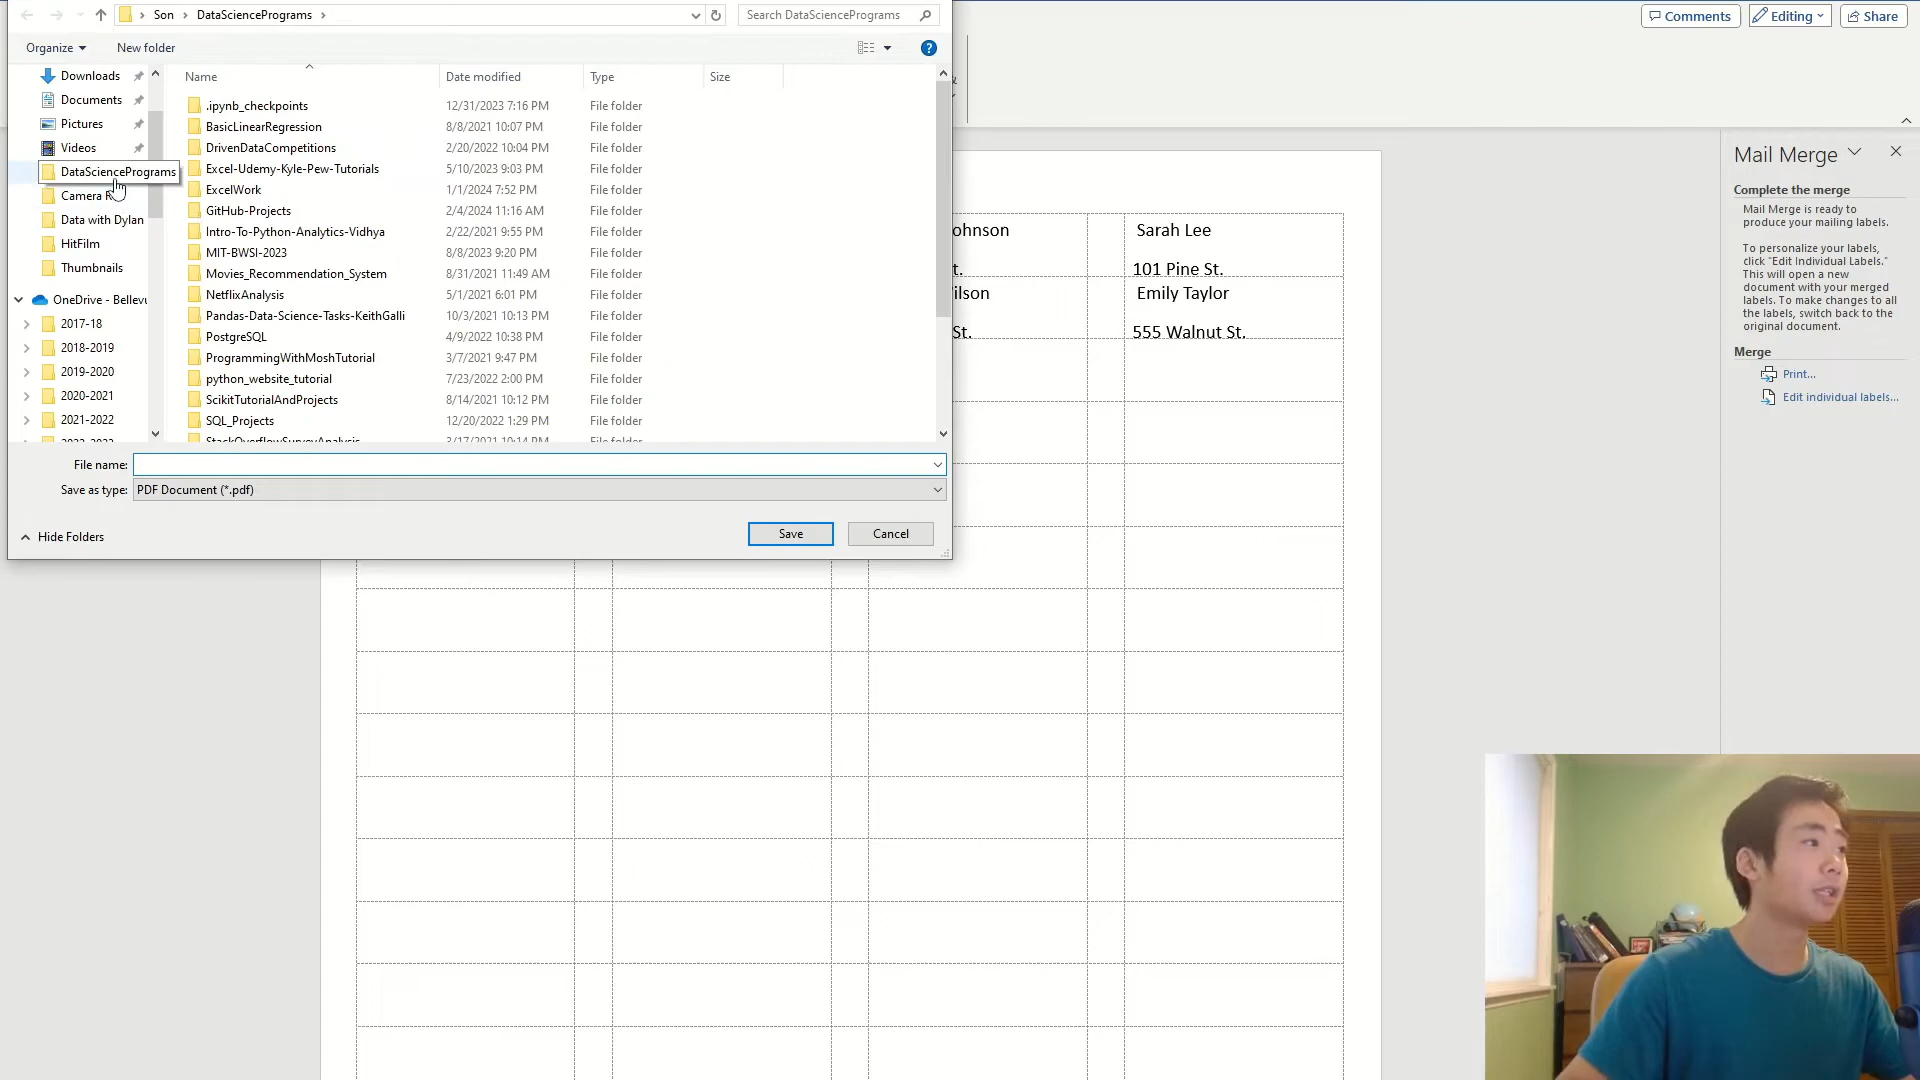 Son > DataSciencePrograms >
Search DataSciencePrograms
Comments
Editing
Share
Organize
New folder
Downloads
Documents
Pictures
Videos
DataSciencePrograms
Camera R
Data with Dylan
HitFilm
Thumbnails
OneDrive - Bellevu
2017-18
2018-2019
2019-2020
2020-2021
2021-2022
Name Date modified Type Size
.ipynb_checkpoints 12/31/2023 7:16 PM File folder
BasicLinearRegression 8/8/2021 10:07 PM File folder
DrivenDataCompetitions 2/20/2022 10:04 PM File folder
Excel-Udemy-Kyle-Pew-Tutorials 5/10/2023 9:03 PM File folder
ExcelWork 1/1/2024 7:52 PM File folder
GitHub-Projects 2/4/2024 11:16 AM File folder
Intro-To-Python-Analytics-Vidhya 2/22/2021 9:55 PM File folder
MIT-BWSI-2023 8/8/2023 9:20 PM File folder
Movies_Recommendation_System 8/31/2021 11:49 AM File folder
NetflixAnalysis 5/1/2021 6:01 PM File folder
Pandas-Data-Science-Tasks-KeithGalli 10/3/2021 10:13 PM File folder
PostgreSQL 4/9/2022 10:38 PM File folder
ProgrammingWithMoshTutorial 3/7/2021 9:47 PM File folder
python_website_tutorial 7/23/2022 2:00 PM File folder
ScikitTutorialAndProjects 8/14/2021 10:12 PM File folder
SQL_Projects 12/20/2022 1:29 PM File folder
StackOverflowSurveyAnalysis 3/17/2021 10:14 PM File folder
File name:
Save as type: PDF Document (*.pdf)
Hide Folders
Save
Cancel
ohnson
t.
Sarah Lee
101 Pine St.
ilson
St.
Emily Taylor
555 Walnut St.
Mail Merge
Complete the merge
Mail Merge is ready to
produce your mailing labels.
To personalize your labels,
click "Edit Individual Labels."
This will open a new
document with your merged
labels. To make changes to all
the labels, switch back to the
original document.
Merge
Print...
Edit individual labels...